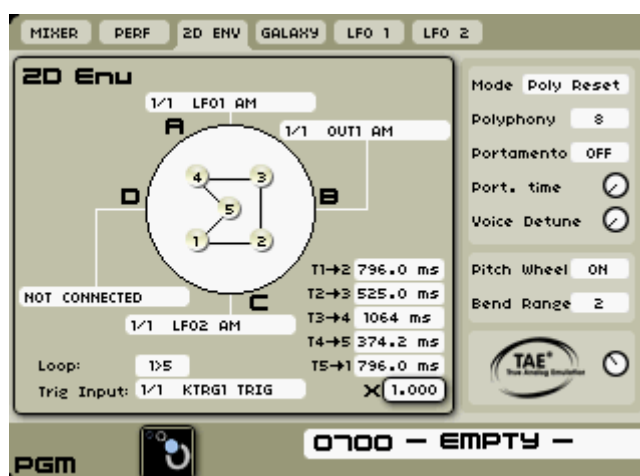 MIXER PERF 2D ENV GALAXY LFO 1 LFO 2
2D Env
1/1 LFO1 AM
A
1/1 OUT1 AM
D
B
4 3
5
1 2
NOT CONNECTED
C
1/1 LFO2 AM
T1→2 796.0 ms
T2→3 525.0 ms
T3→4 1064 ms
T4→5 374.2 ms
T5→1 796.0 ms
X 1.000
Loop: 1>5
Trig Input: 1/1 KTRG1 TRIG
Mode Poly Reset
Polyphony 8
Portamento OFF
Port. time
Voice Detune
Pitch Wheel ON
Bend Range 2
TAE®
True Analog Emulation
PGM
0700 – EMPTY –